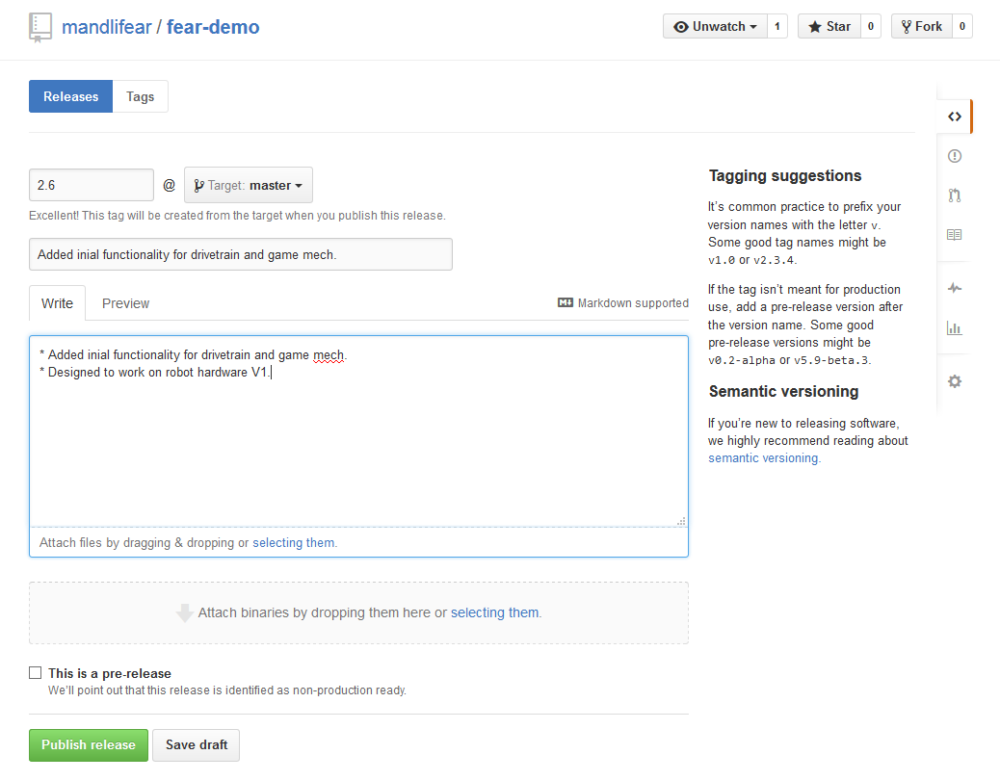 mandlifear / fear-demo
Unwatch 1 Star 0 Fork 0
Releases Tags
2.6 @ Target: master
Excellent! This tag will be created from the target when you publish this release.
Added inial functionality for drivetrain and game mech.
Write Preview Markdown supported
* Added inial functionality for drivetrain and game mech.
* Designed to work on robot hardware V1.
Attach files by dragging & dropping or selecting them.
Attach binaries by dropping them here or selecting them.
This is a pre-release
We'll point out that this release is identified as non-production ready.
Publish release Save draft
Tagging suggestions
It's common practice to prefix your
version names with the letter v.
Some good tag names might be
v1.0 or v2.3.4.
If the tag isn't meant for production
use, add a pre-release version after
the version name. Some good
pre-release versions might be
v0.2-alpha or v5.9-beta.3.
Semantic versioning
If you're new to releasing software,
we highly recommend reading about
semantic versioning.